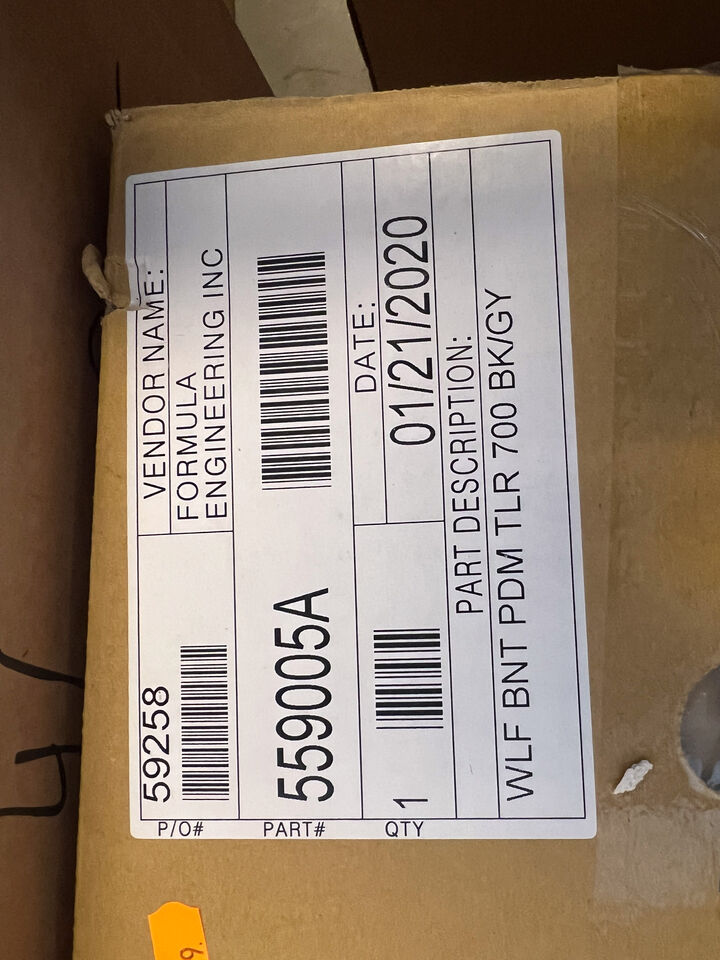 P/O#
59258
VENDOR NAME:
FORMULA
ENGINEERING INC
PART#
559005A
QTY
1
DATE:
01/21/2020
PART DESCRIPTION:
WLF BNT PDM TLR 700 BK/GY
9.